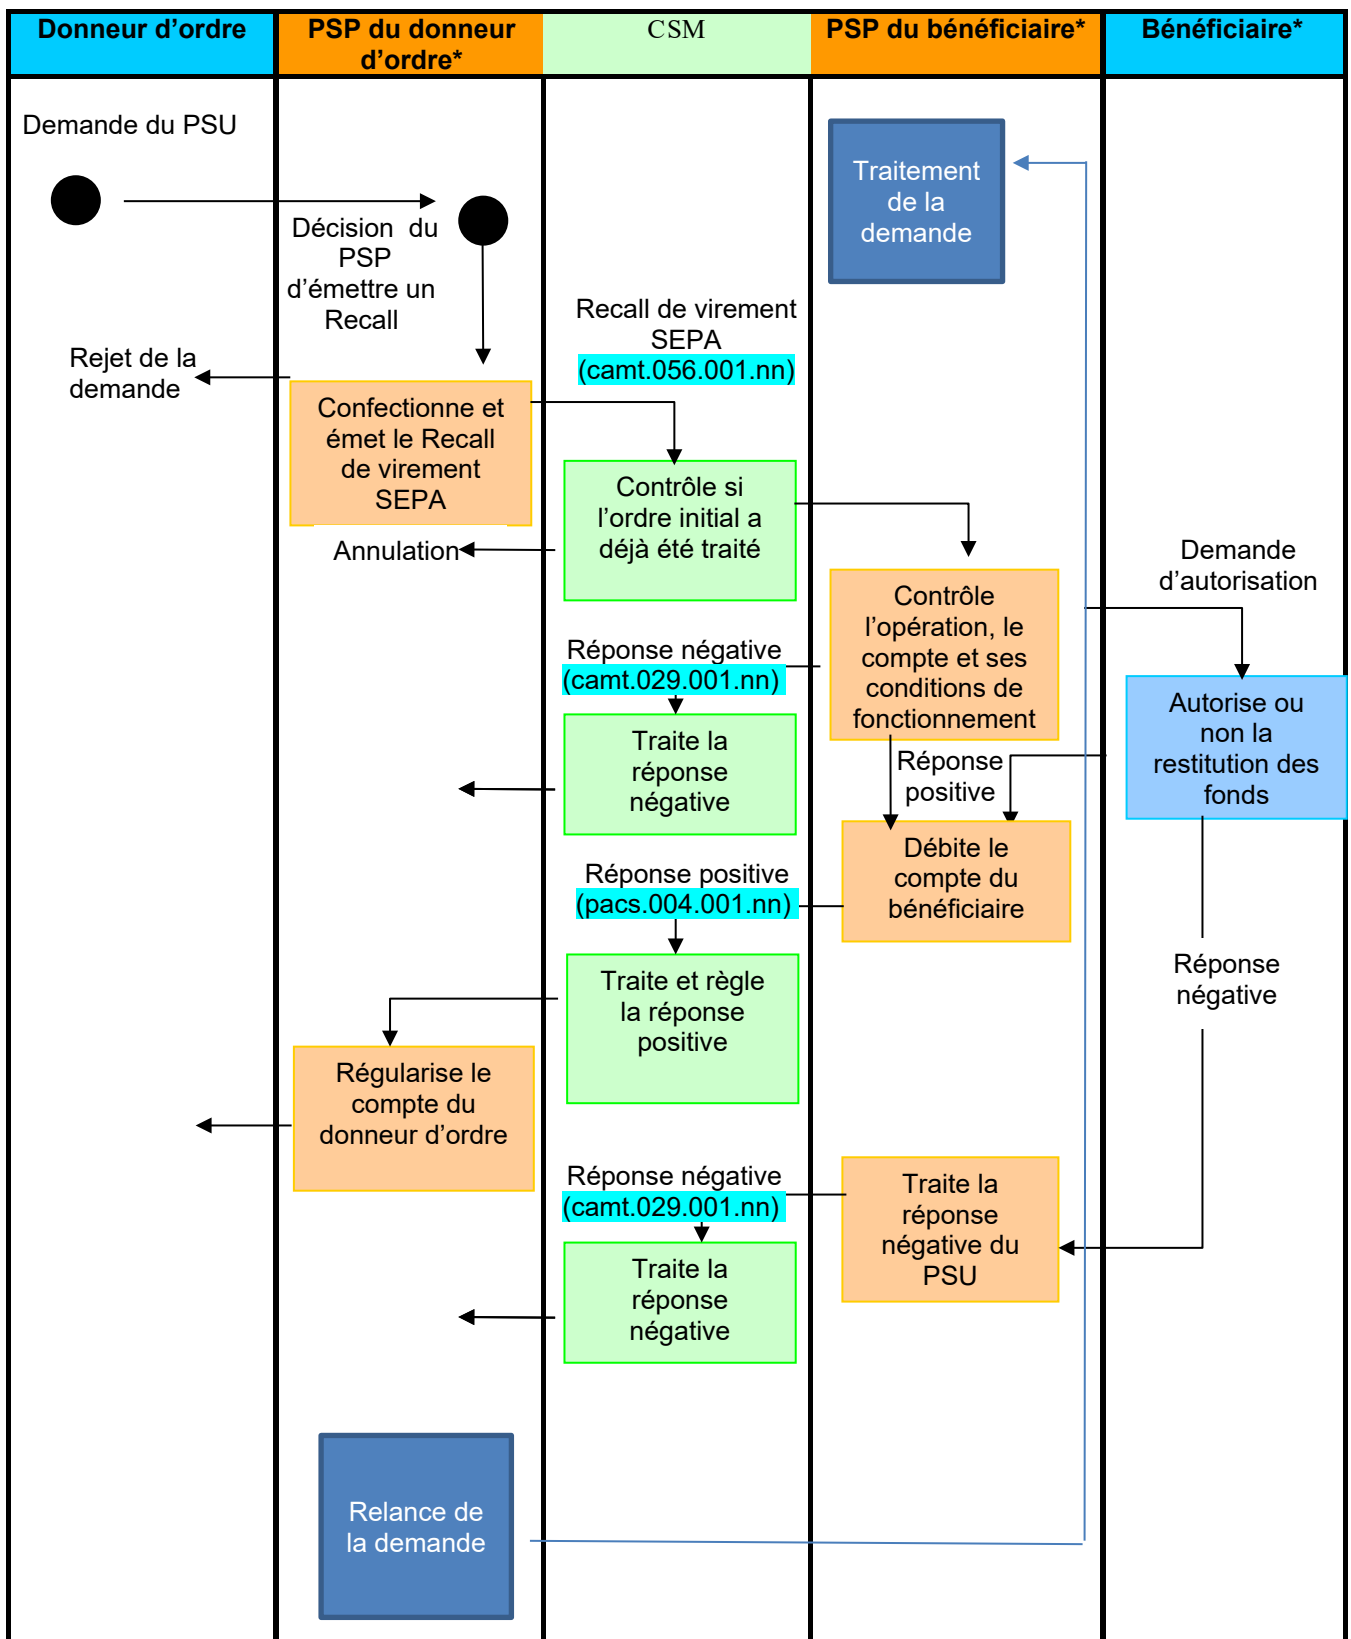 Donneur d'ordre
PSP du donneur
d'ordre*
CSM
PSP du bénéficiaire*
Bénéficiaire*
Demande du PSU
Traitement
de la
demande
Décision du
PSP
d'émettre un
Recall
Recall de virement
SEPA
(camt.056.001.nn)
Rejet de la
demande
Confectionne et
émet le Recall
de virement
SEPA
Contrôle si
l'ordre initial a
déjà été traité
Annulation
Demande
d'autorisation
Contrôle
l'opération, le
compte et ses
conditions de
fonctionnement
Réponse négative
(camt.029.001.nn)
Autorise ou
non la
restitution des
fonds
Traite la
réponse
négative
Réponse
positive
Débite le
compte du
bénéficiaire
Réponse positive
(pacs.004.001.nn)
Réponse
négative
Traite et règle
la réponse
positive
Régularise le
compte du
donneur d'ordre
Réponse négative
(camt.029.001.nn)
Traite la
réponse
négative du
PSU
Traite la
réponse
négative
Relance de
la demande